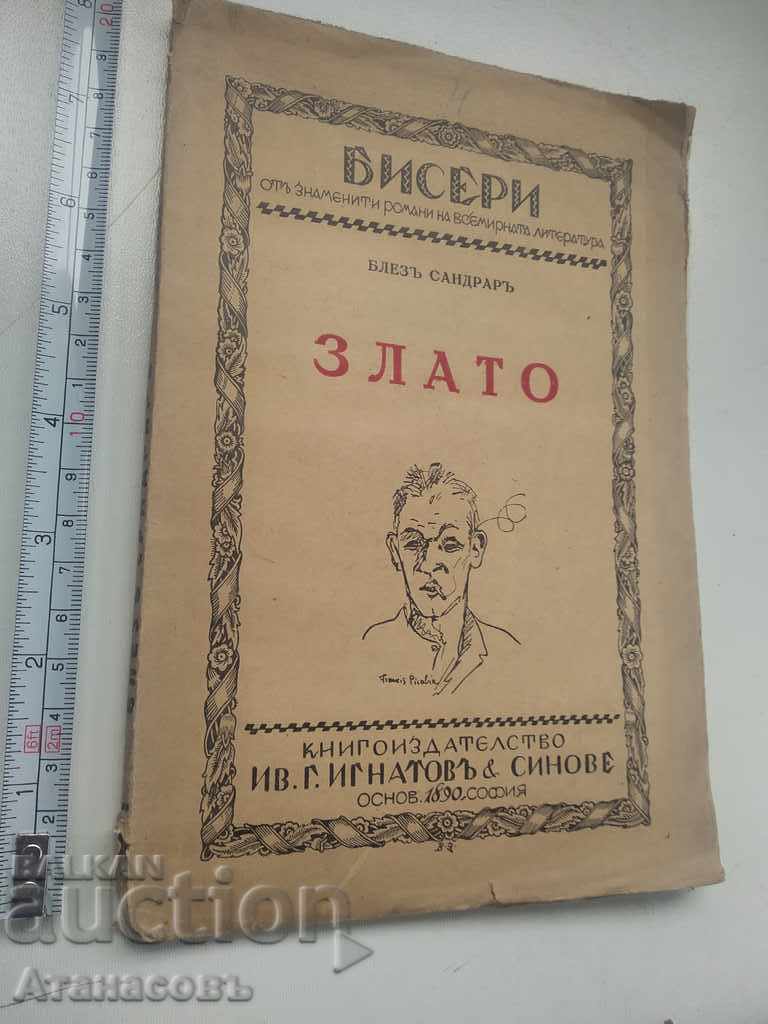 БИСЕРИ
ОТЪ ЗНАМЕНИТИ РОМАНИ НА ВСЕМИРНАТА ЛИТЕРАТУРА
БЛЕЗЪ САНДРАРЪ
ЗЛАТО
Francis Picabia
КНИГОИЗДАТЕЛСТВО
ИВ. Г. ИГНАТОВЪ & СИНОВЕ
ОСНОВ. 1890. СОФИЯ
BALKAN
auction
Атанасовъ